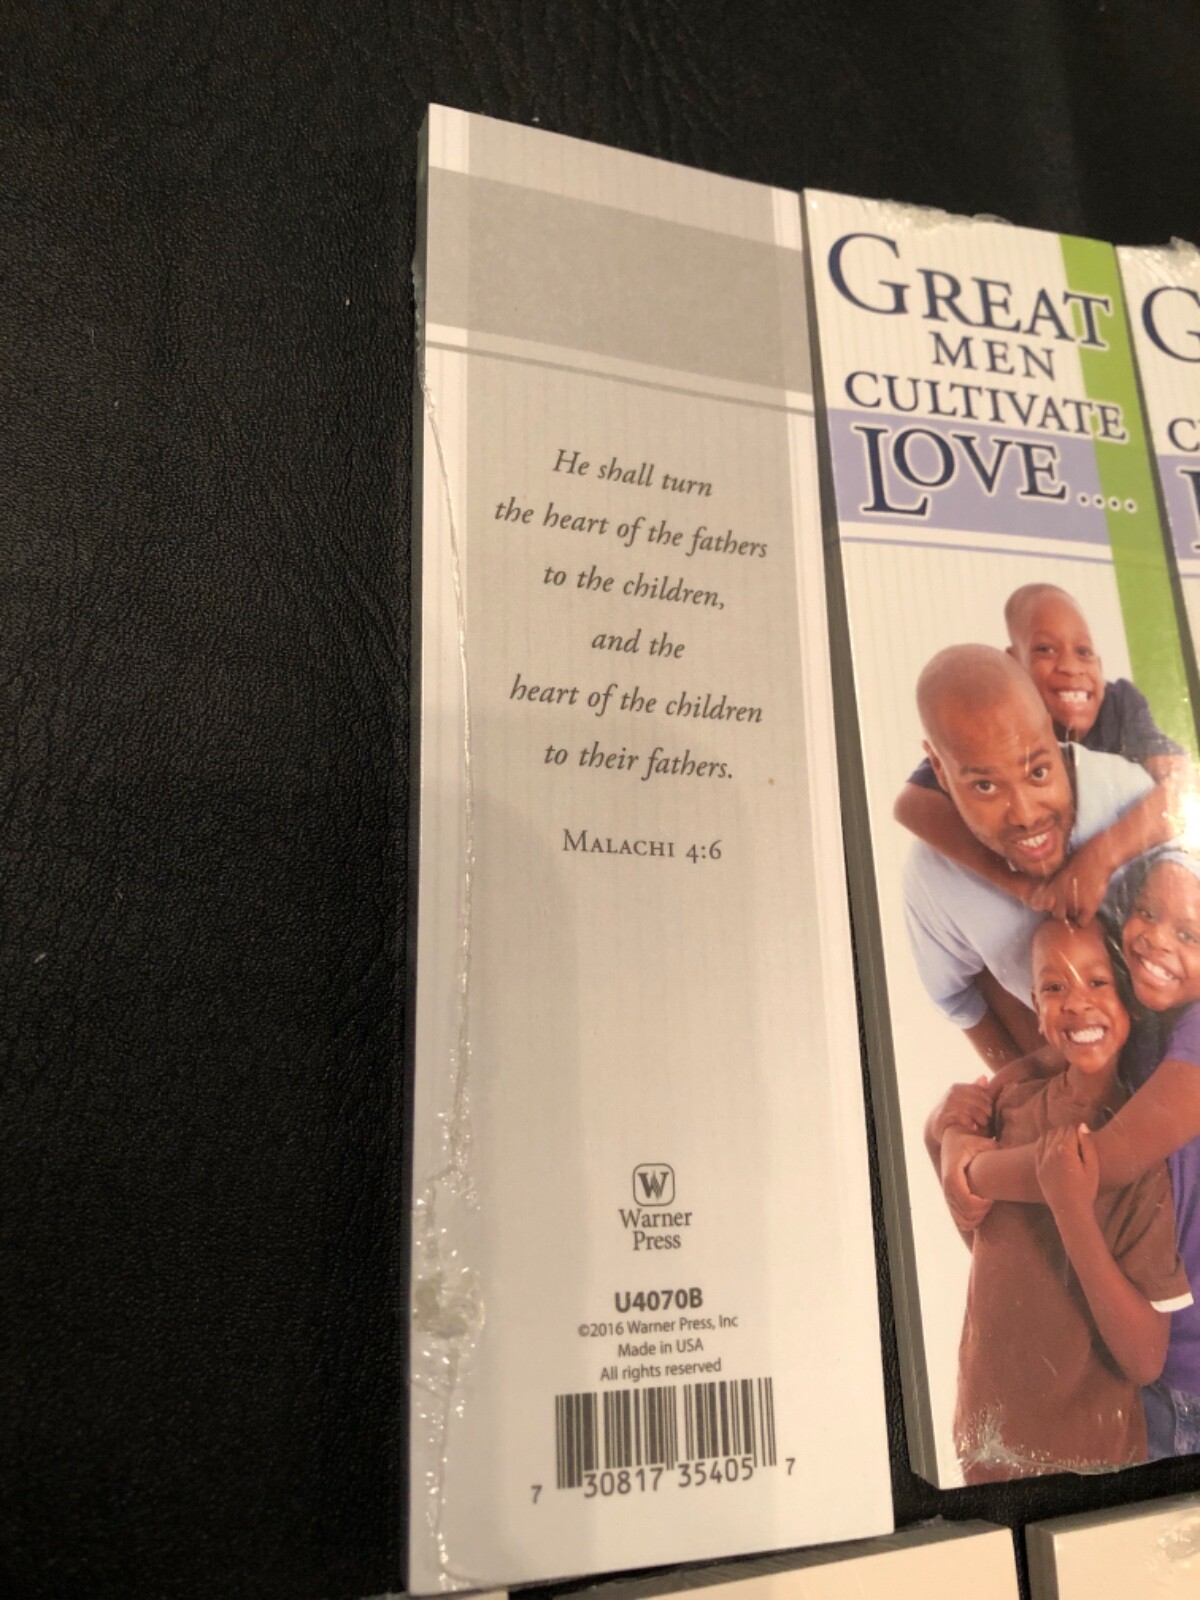 He shall turn
the heart of the fathers
to the children,
and the
heart of the children
to their fathers.
MALACHI 4:6
W
Warner
Press
U4070B
©2016 Warner Press, Inc
Made in USA
All rights reserved
7 30817 35405 7
GREAT
MEN
CULTIVATE
LOVE....
G
C